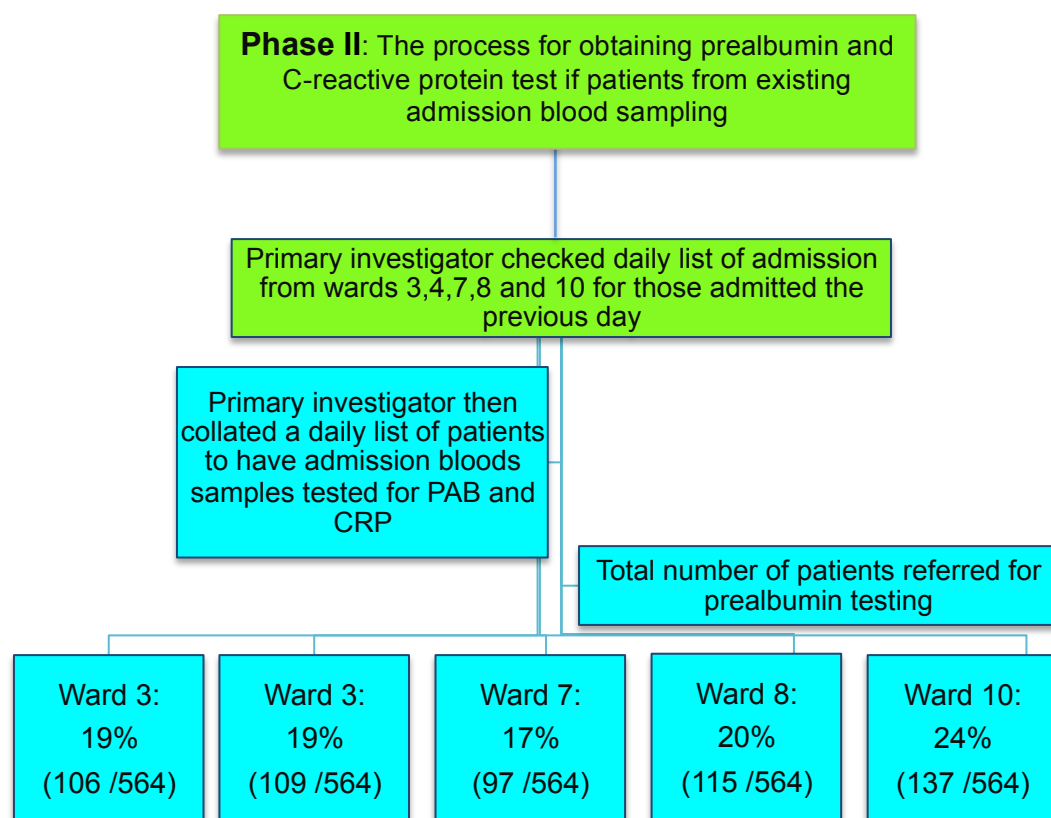 Phase II: The process for obtaining prealbumin and
C-reactive protein test if patients from existing
admission blood sampling
Primary investigator checked daily list of admission
from wards 3,4,7,8 and 10 for those admitted the
previous day
Primary investigator then
collated a daily list of patients
to have admission bloods
samples tested for PAB and
CRP
Total number of patients referred for
prealbumin testing
Ward 3:
19%
(106 /564)
Ward 3:
19%
(109 /564)
Ward 7:
17%
(97 /564)
Ward 8:
20%
(115 /564)
Ward 10:
24%
(137 /564)